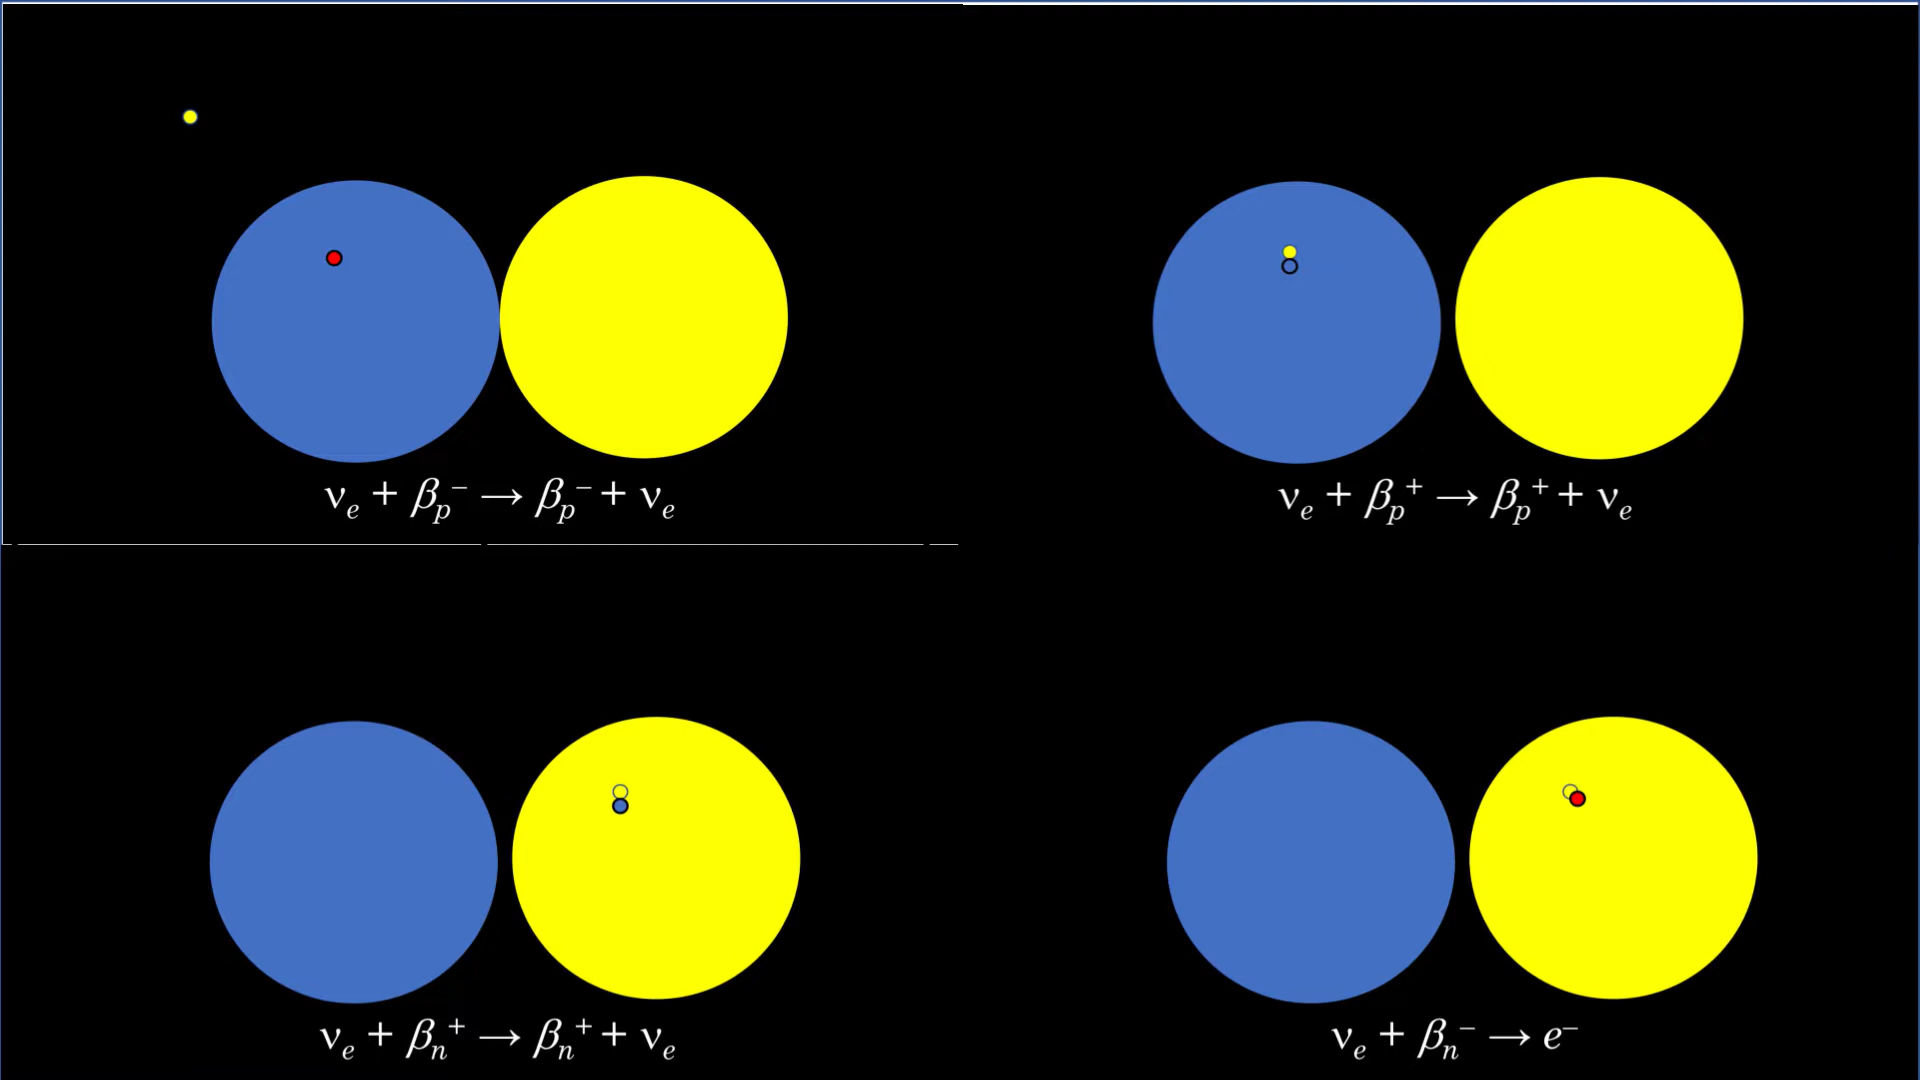 νₑ + βₚ⁻ → βₚ⁻ + νₑ
νₑ + βₚ⁺ → βₚ⁺ + νₑ
νₑ + βₙ⁺ → βₙ⁺ + νₑ
νₑ + βₙ⁻ → e⁻